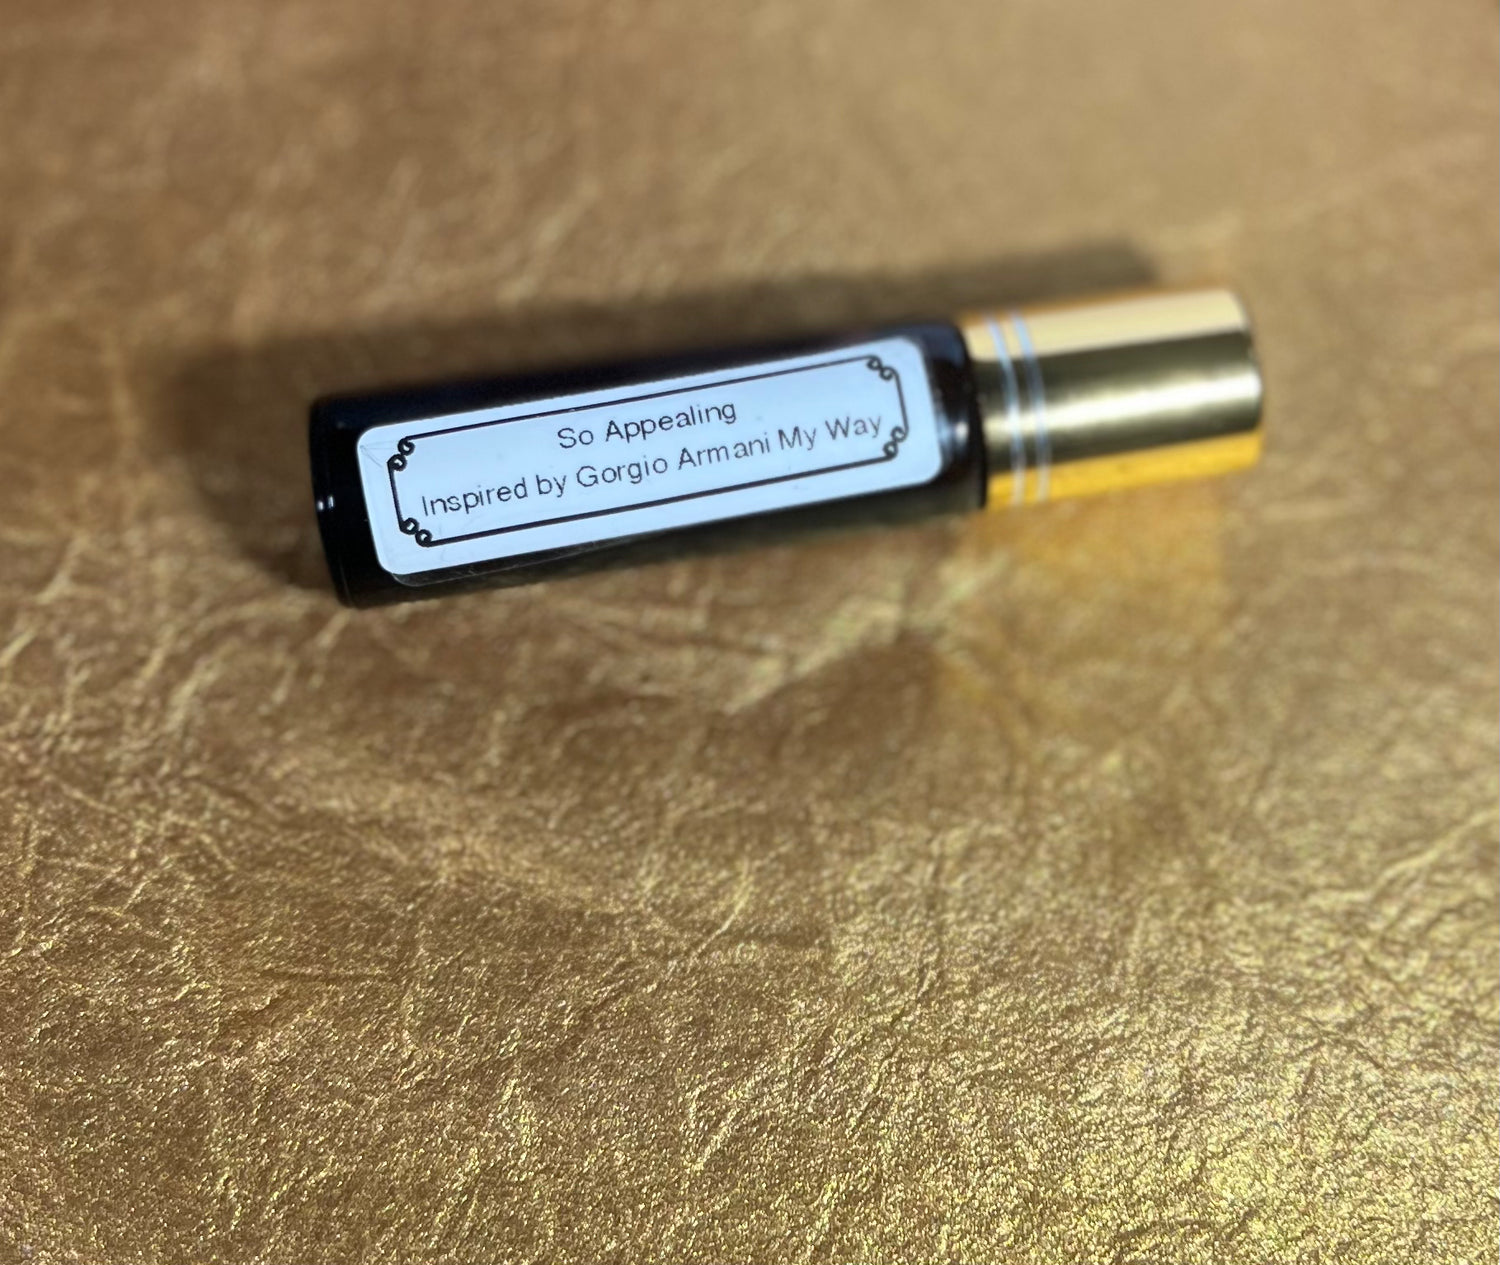 So Appealing
Inspired by Gorgio Armani My Way